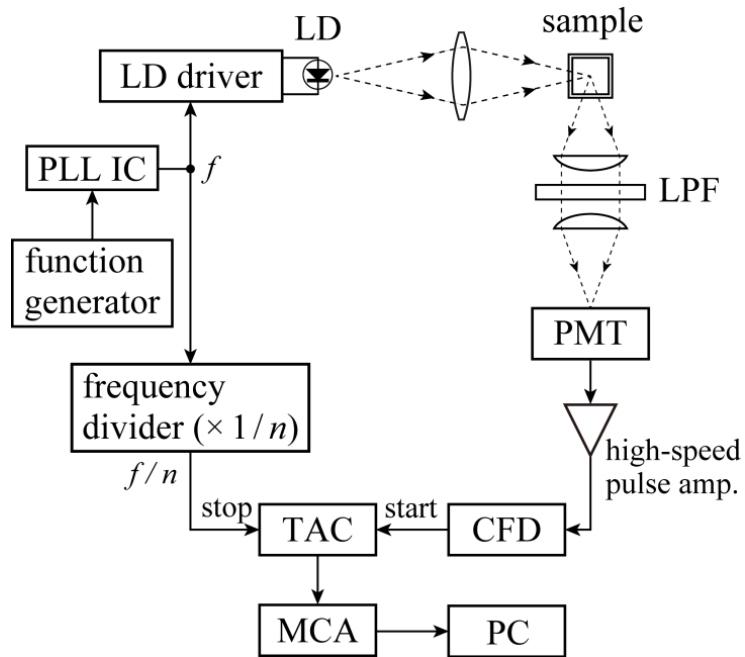 LD
sample
LD driver
PLL IC
f
LPF
function
generator
PMT
frequency
divider (× 1 / n)
f / n
high-speed
pulse amp.
stop
start
TAC
CFD
MCA
PC